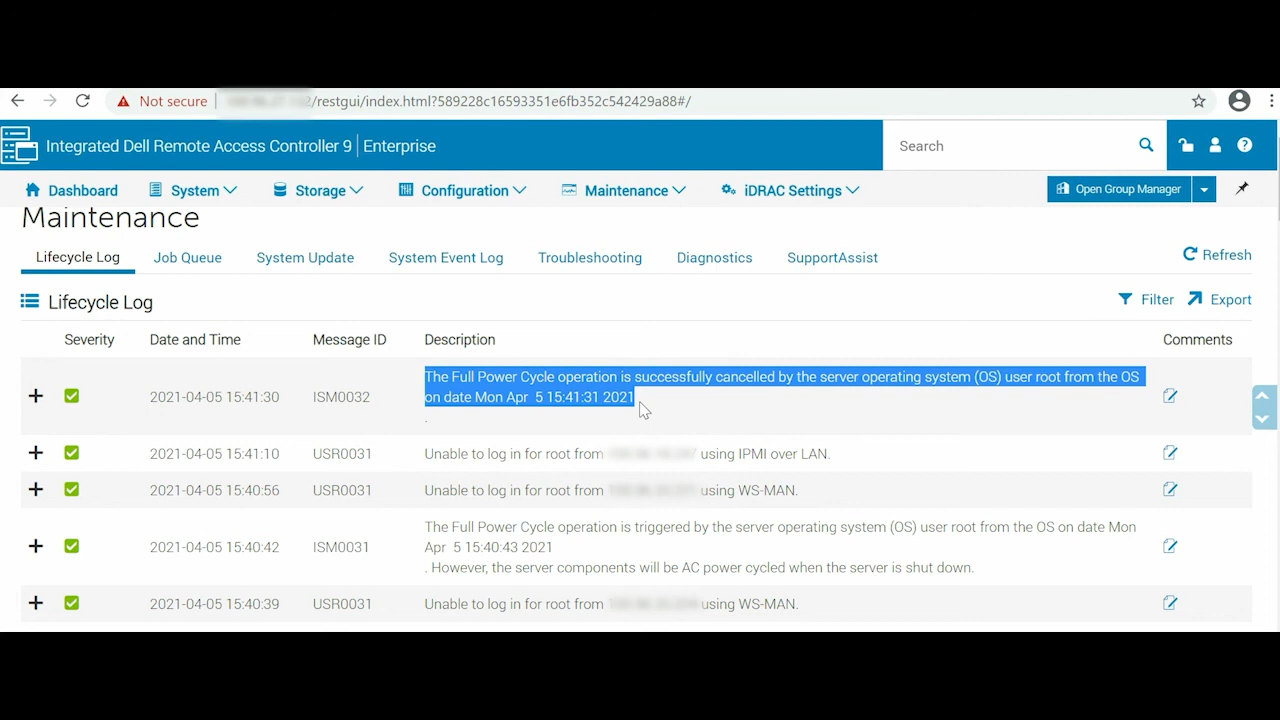 Not secure
/restgui/index.html?589228c16593351e6fb352c542429a88#/
Integrated Dell Remote Access Controller 9 | Enterprise
Search
Dashboard
System
Storage
Configuration
Maintenance
iDRAC Settings
Open Group Manager
Maintenance
Lifecycle Log
Job Queue
System Update
System Event Log
Troubleshooting
Diagnostics
SupportAssist
Refresh
Lifecycle Log
Filter
Export
Severity
Date and Time
Message ID
Description
Comments
2021-04-05 15:41:30
ISM0032
The Full Power Cycle operation is successfully cancelled by the server operating system (OS) user root from the OS
on date Mon Apr  5 15:41:31 2021
.
2021-04-05 15:41:10
USR0031
Unable to log in for root from using IPMI over LAN.
2021-04-05 15:40:56
USR0031
Unable to log in for root from using WS-MAN.
2021-04-05 15:40:42
ISM0031
The Full Power Cycle operation is triggered by the server operating system (OS) user root from the OS on date Mon
Apr  5 15:40:43 2021
. However, the server components will be AC power cycled when the server is shut down.
2021-04-05 15:40:39
USR0031
Unable to log in for root from using WS-MAN.